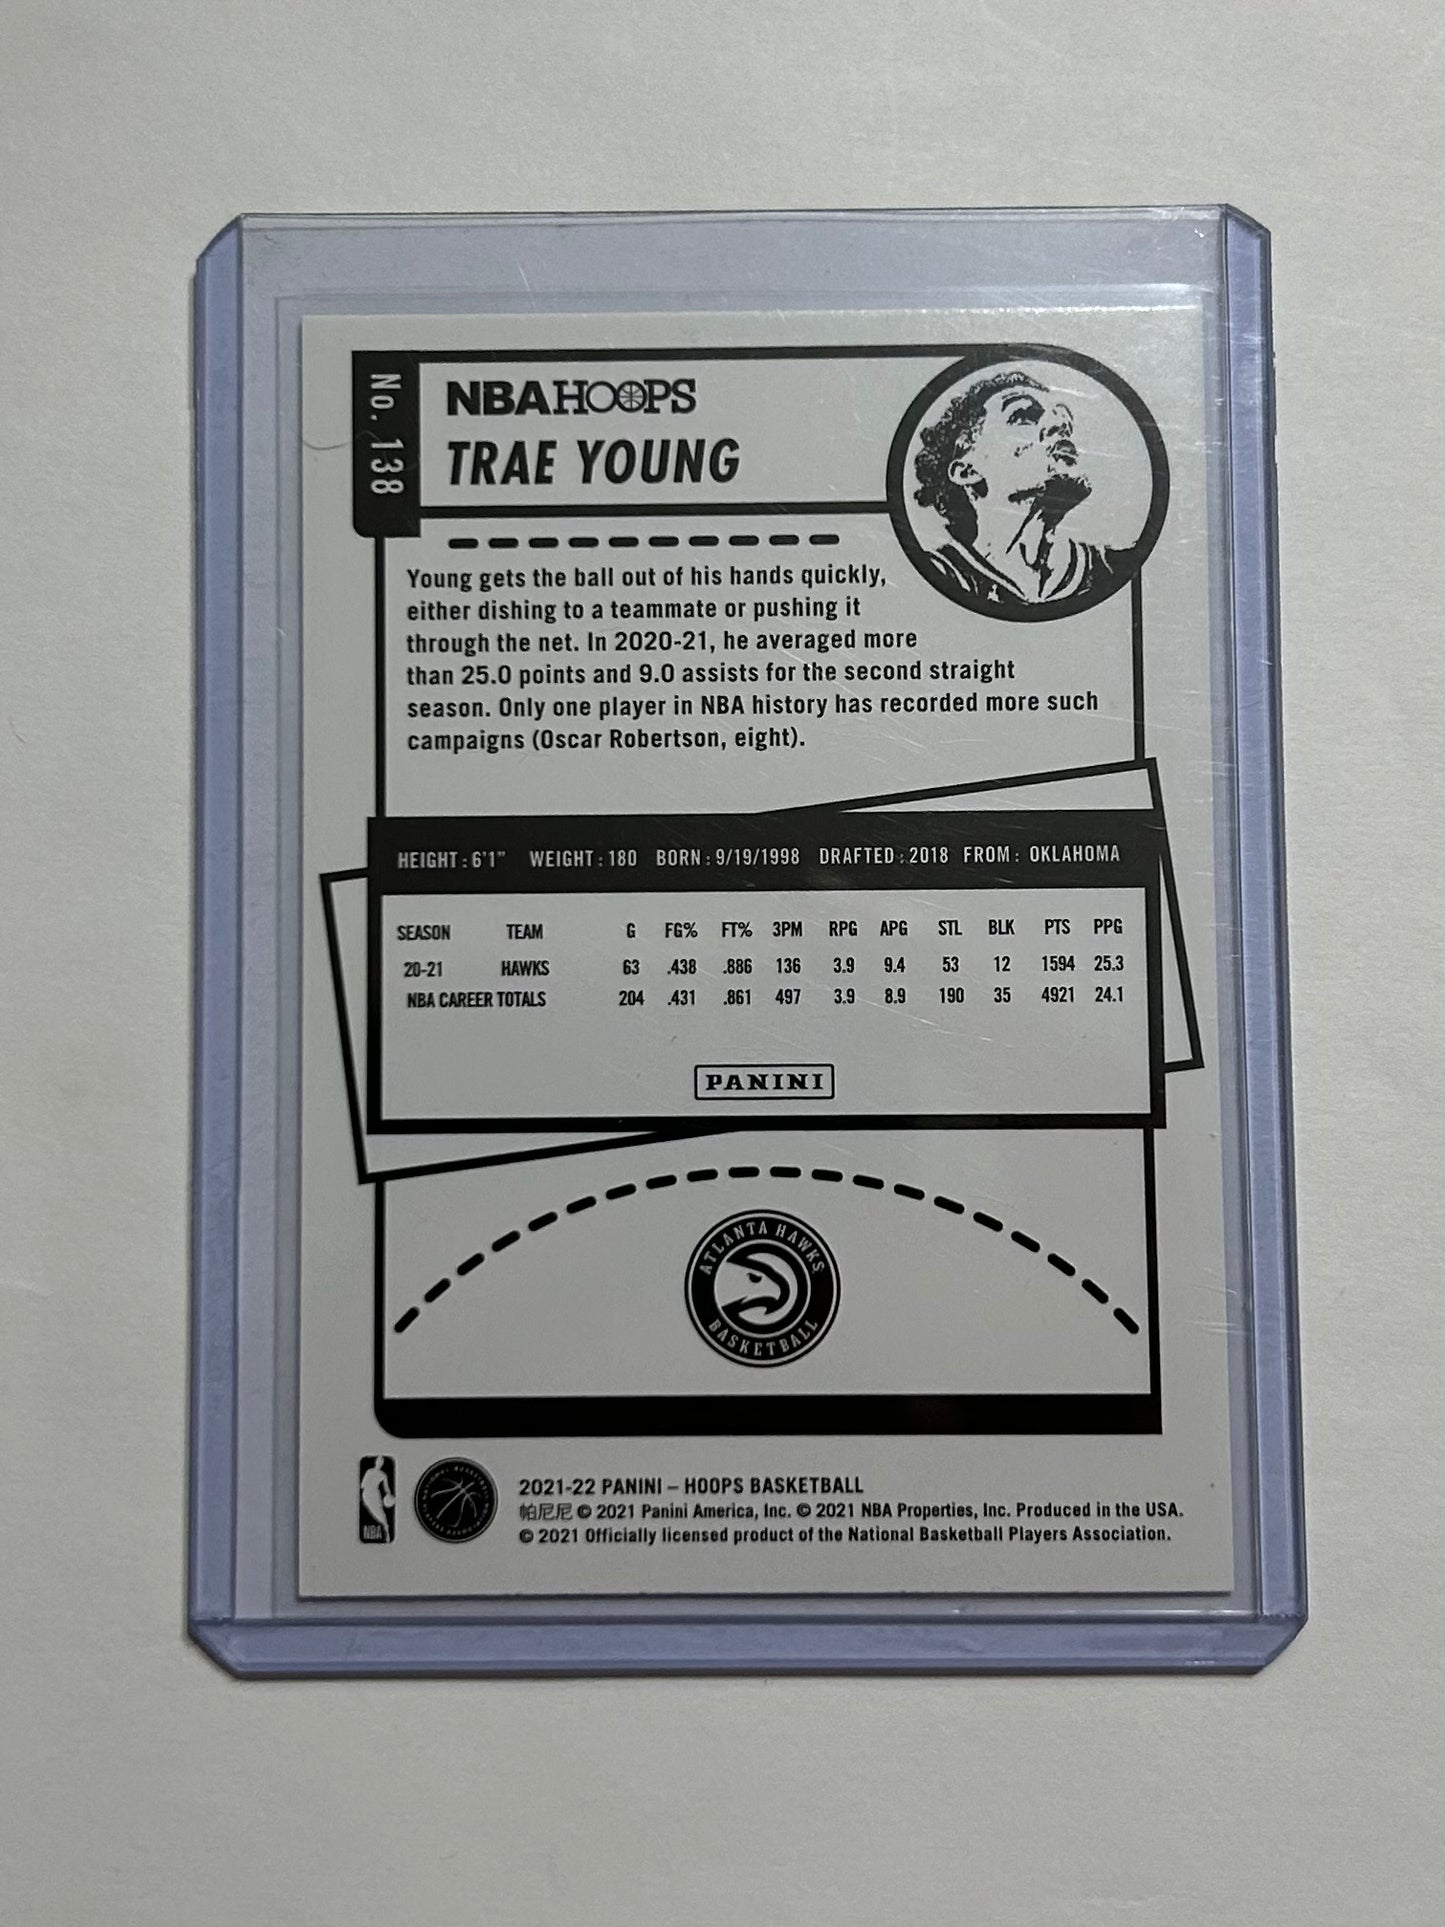 No. 138
NBA HOOPS
TRAE YOUNG
Young gets the ball out of his hands quickly,
either dishing to a teammate or pushing it
through the net. In 2020-21, he averaged more
than 25.0 points and 9.0 assists for the second straight
season. Only one player in NBA history has recorded more such
campaigns (Oscar Robertson, eight).
HEIGHT : 6'1" WEIGHT : 180 BORN : 9/19/1998 DRAFTED : 2018 FROM : OKLAHOMA
SEASON TEAM G FG% FT% 3PM RPG APG STL BLK PTS PPG
20-21 HAWKS 63 .438 .886 136 3.9 9.4 53 12 1594 25.3
NBA CAREER TOTALS 204 .431 .861 497 3.9 8.9 190 35 4921 24.1
PANINI
ATLANTA HAWKS
BASKETBALL
NBA
2021-22 PANINI – HOOPS BASKETBALL
帕尼尼 © 2021 Panini America, Inc. © 2021 NBA Properties, Inc. Produced in the USA.
© 2021 Officially licensed product of the National Basketball Players Association.